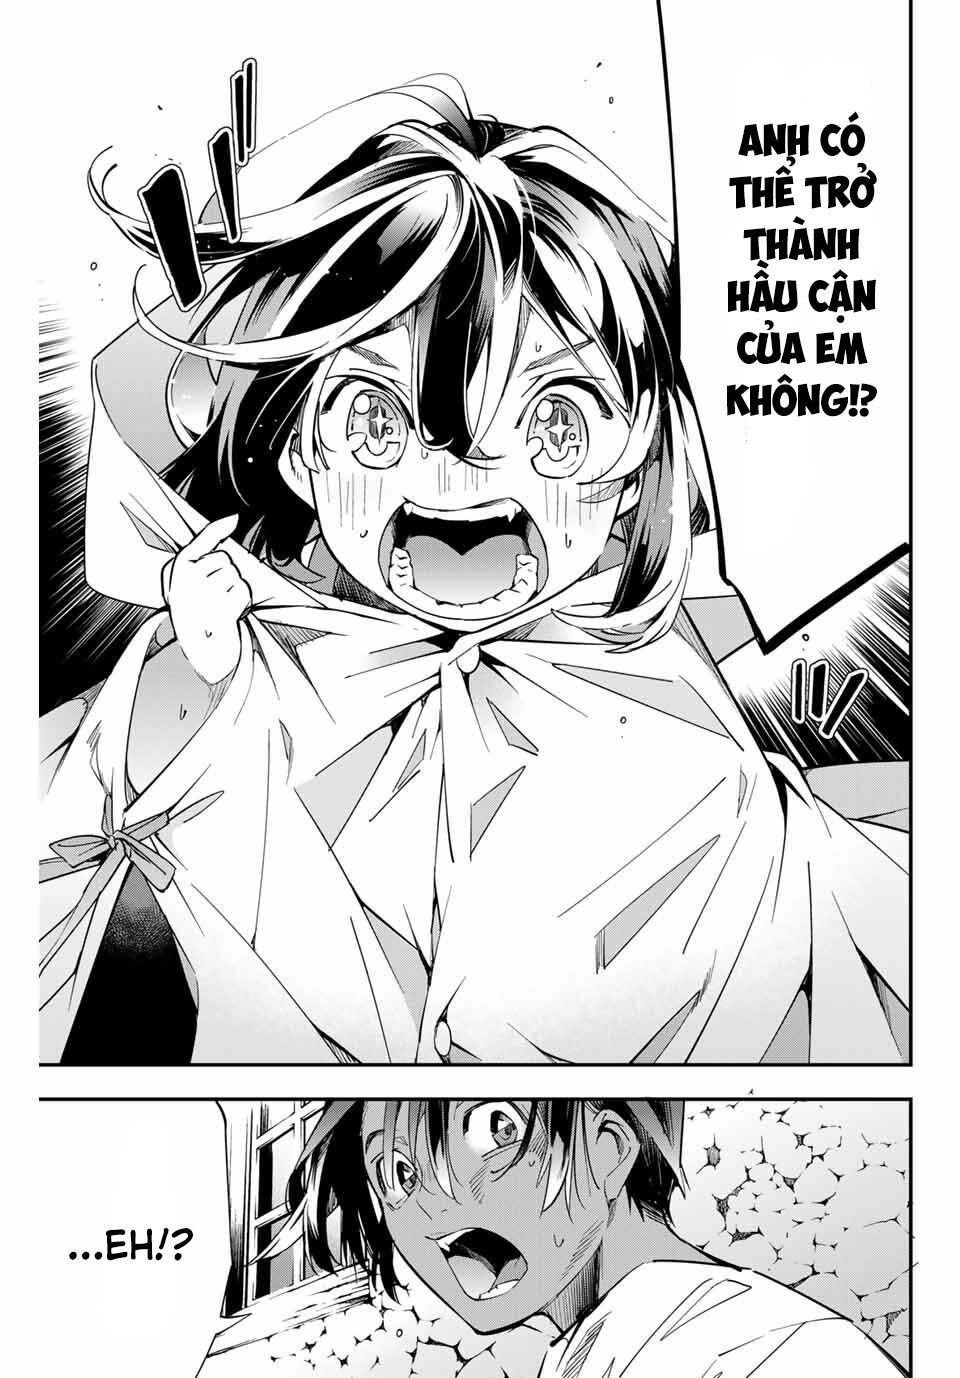 ANH CÓ
THỂ TRỞ
THÀNH
HẦU CẬN
CỦA EM
KHÔNG!?
...EH!?